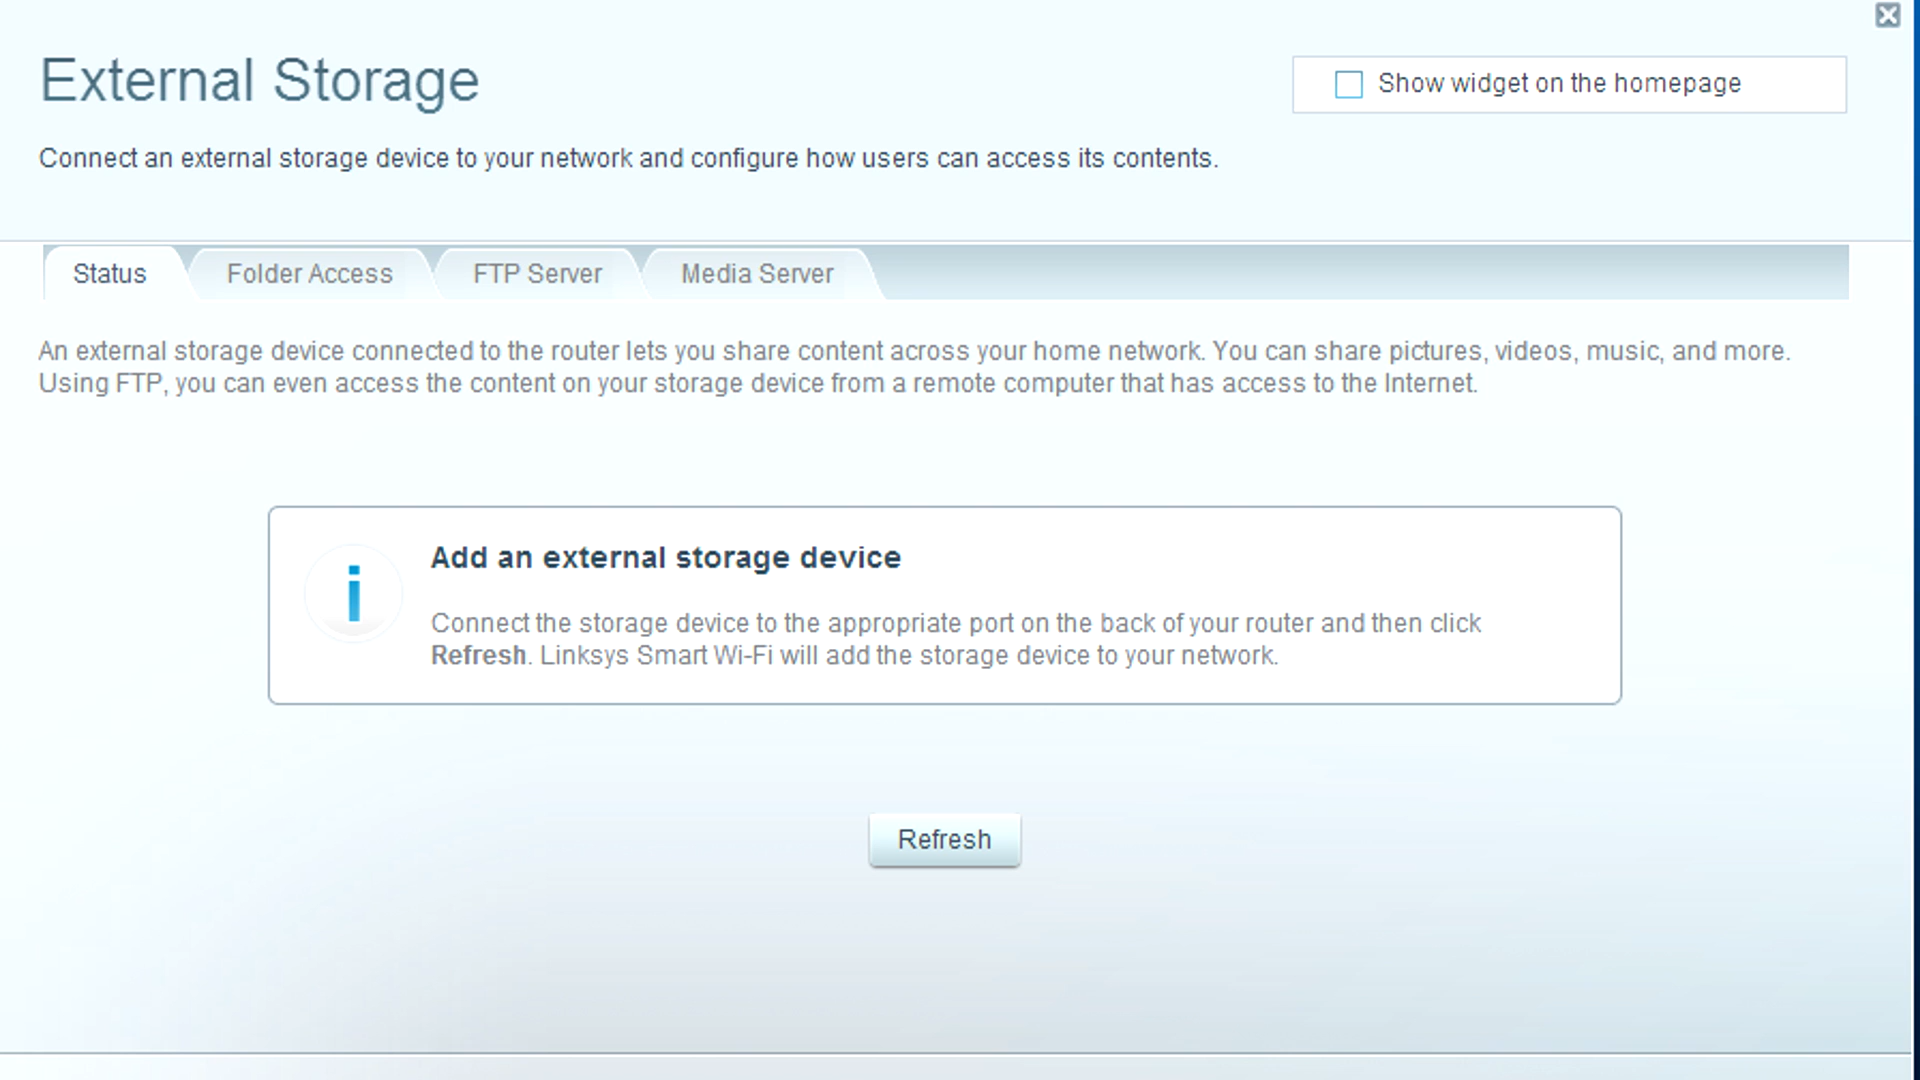 External Storage
Show widget on the homepage
Connect an external storage device to your network and configure how users can access its contents.
Status
Folder Access
FTP Server
Media Server
An external storage device connected to the router lets you share content across your home network. You can share pictures, videos, music, and more.
Using FTP, you can even access the content on your storage device from a remote computer that has access to the Internet.
Add an external storage device
Connect the storage device to the appropriate port on the back of your router and then click
Refresh. Linksys Smart Wi-Fi will add the storage device to your network.
Refresh